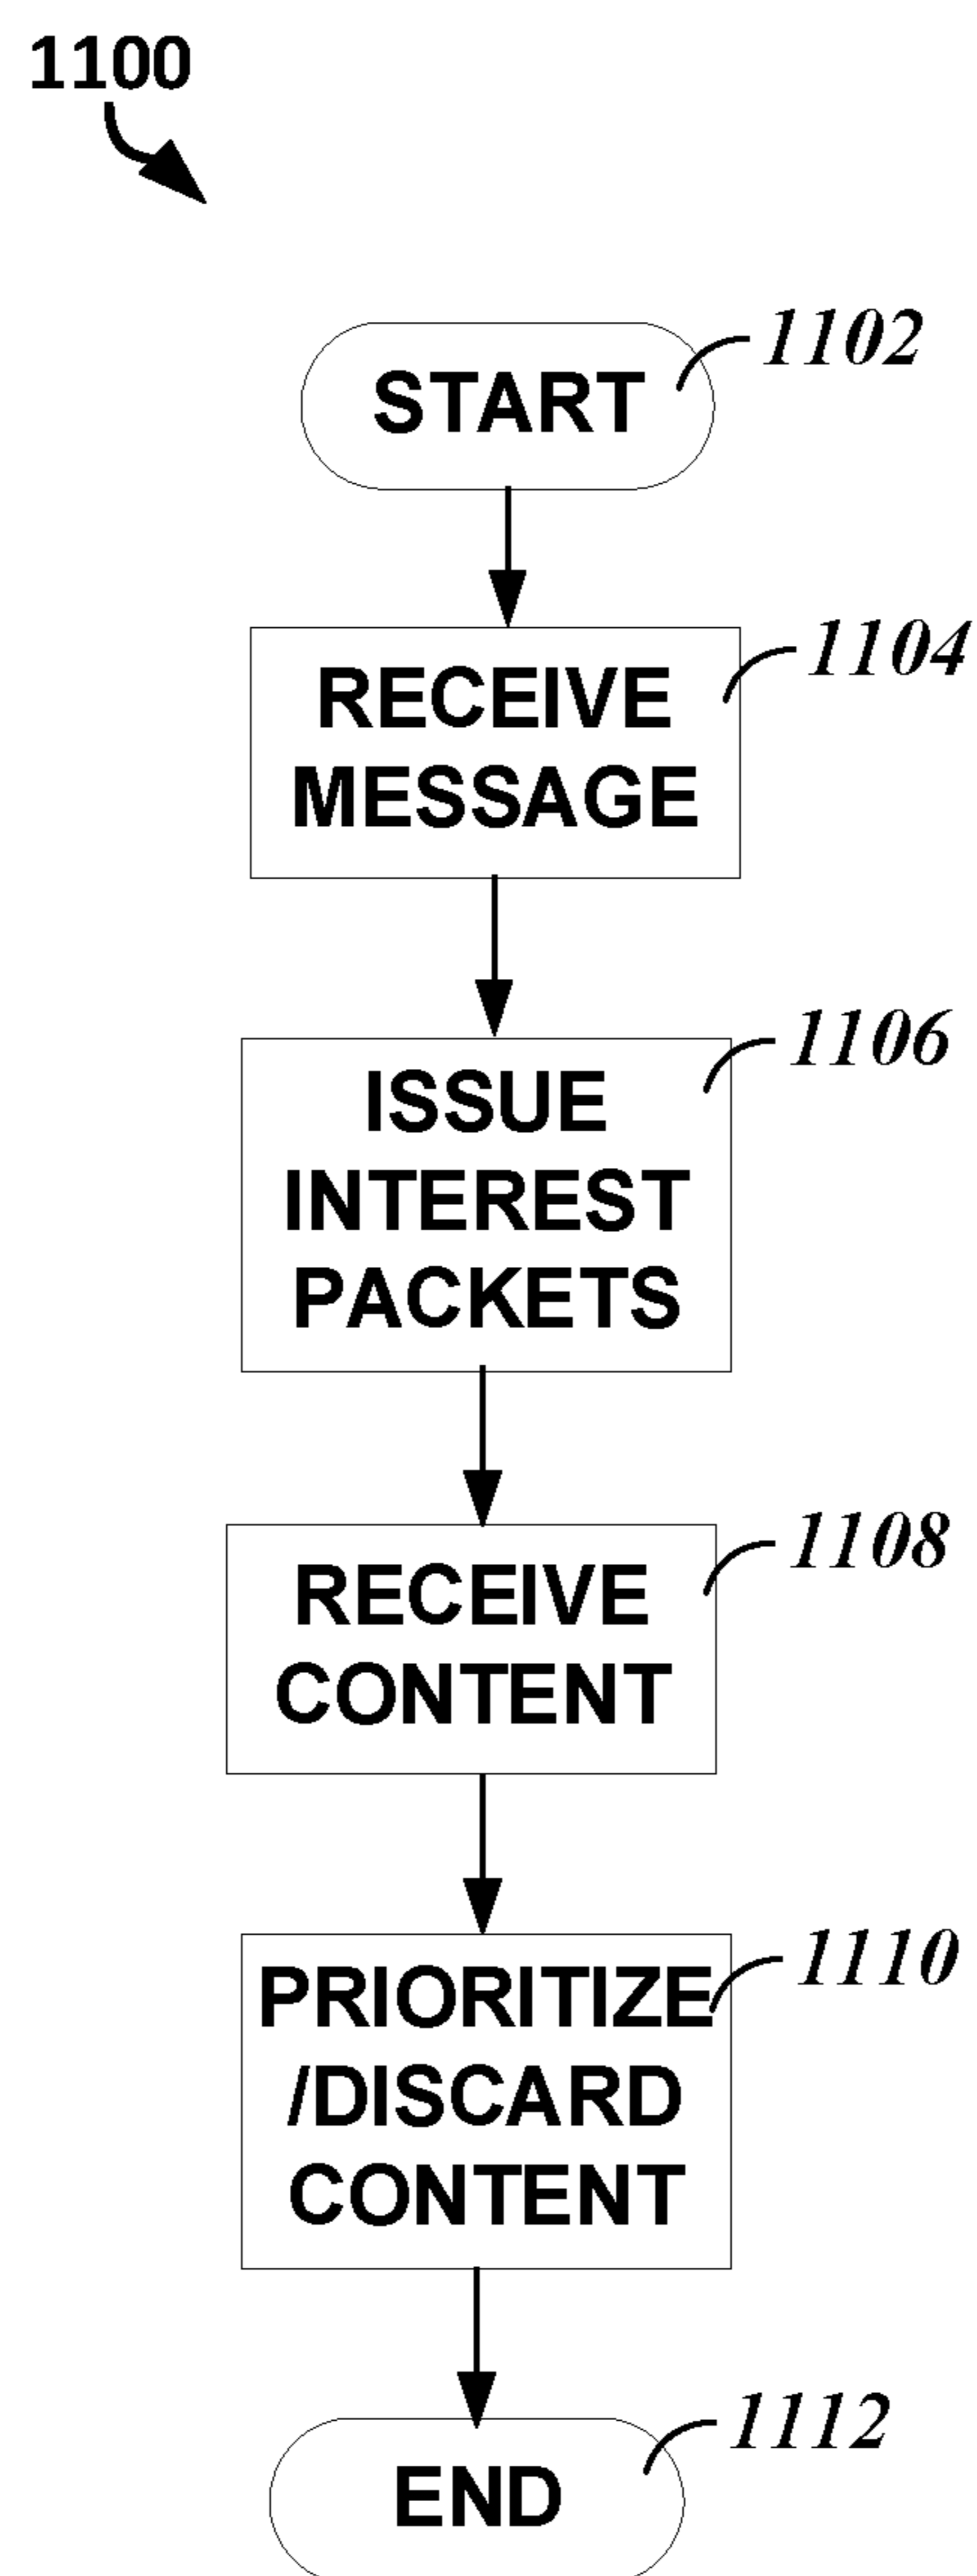 1100
START
1102
RECEIVE
MESSAGE
1104
ISSUE
INTEREST
PACKETS
1106
RECEIVE
CONTENT
1108
PRIORITIZE
/DISCARD
CONTENT
1110
END
1112